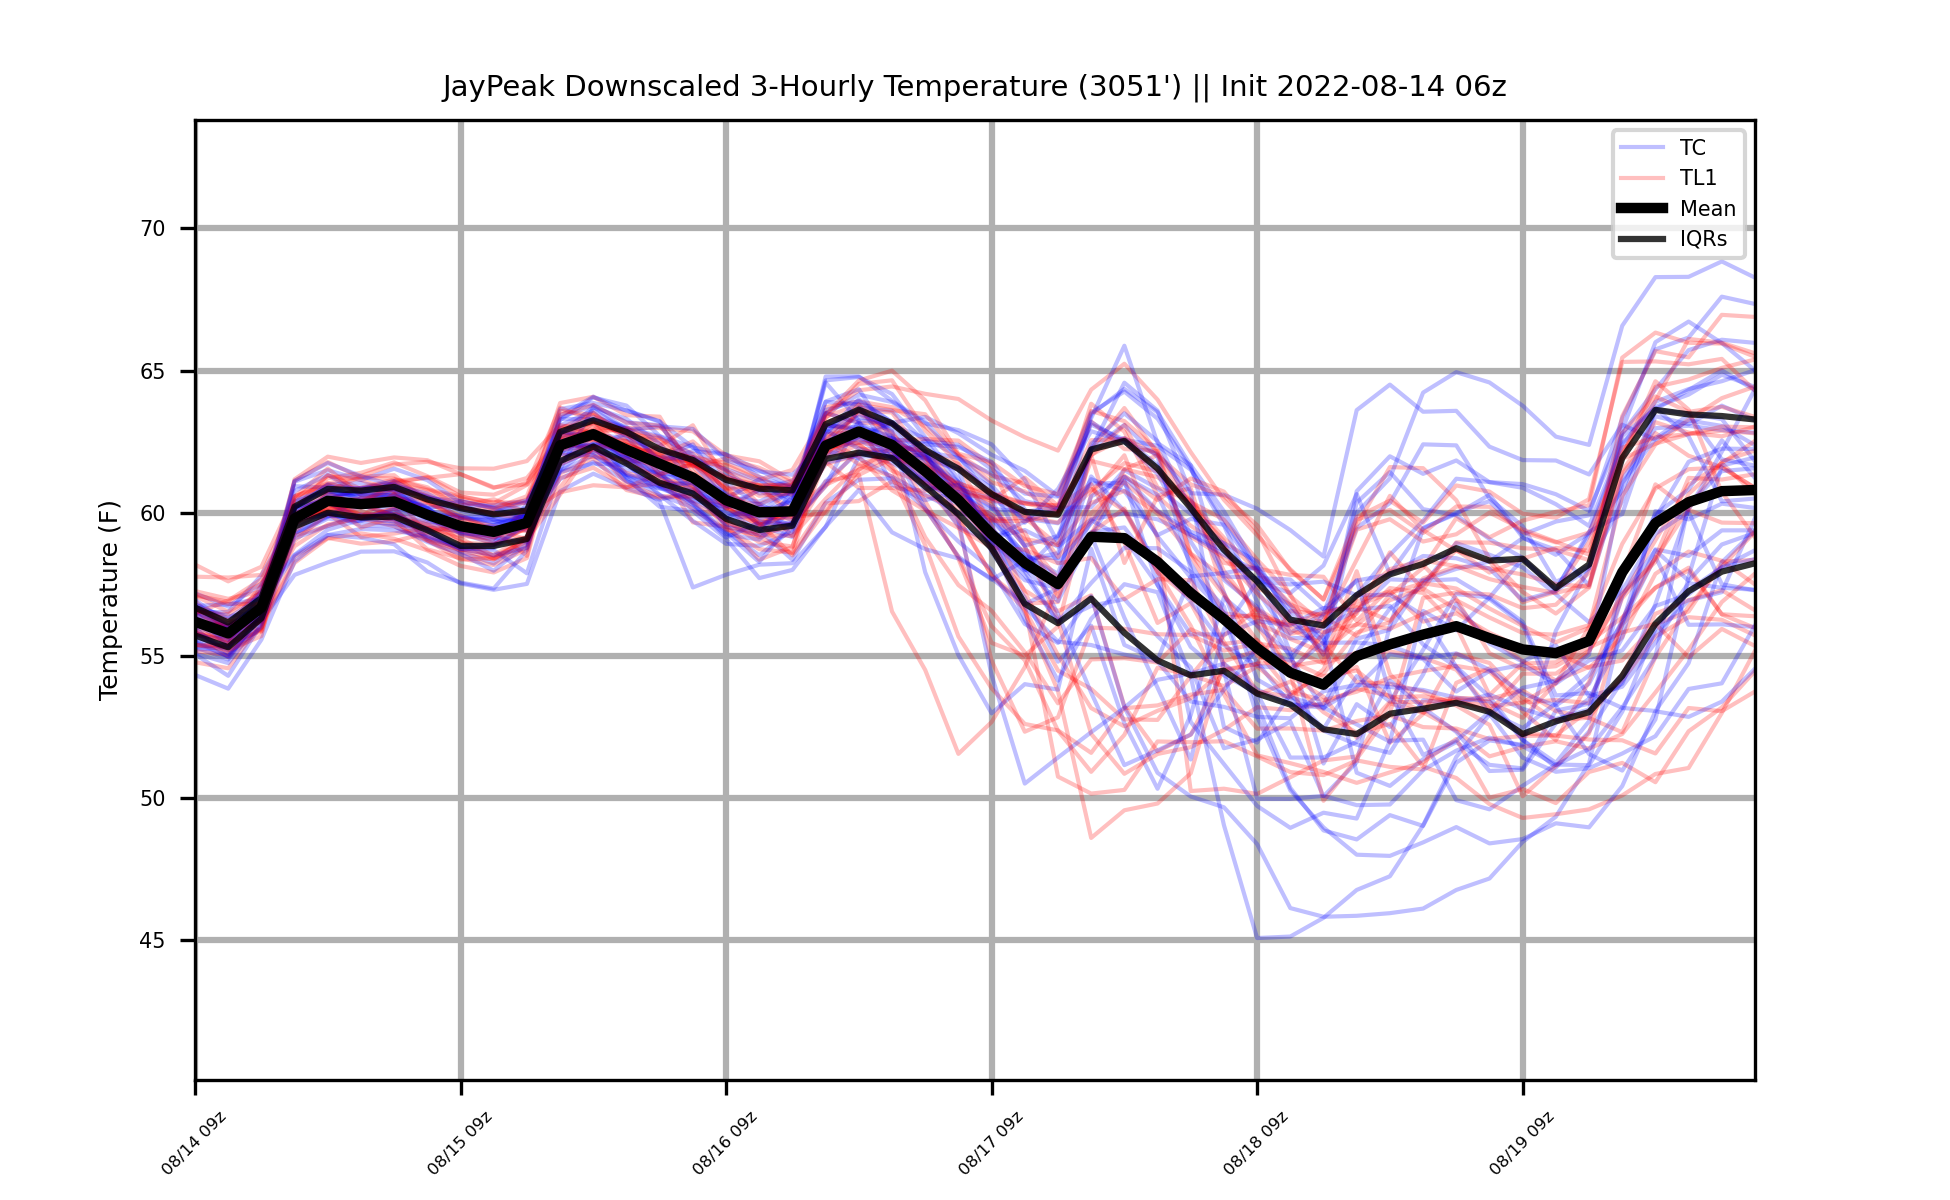 JayPeak Downscaled 3-Hourly Temperature (3051') || Init 2022-08-14 06z
TC
TL1
Mean
IQRs
Temperature (F)
70
65
60
55
50
45
08/14 09z
08/15 09z
08/16 09z
08/17 09z
08/18 09z
08/19 09z